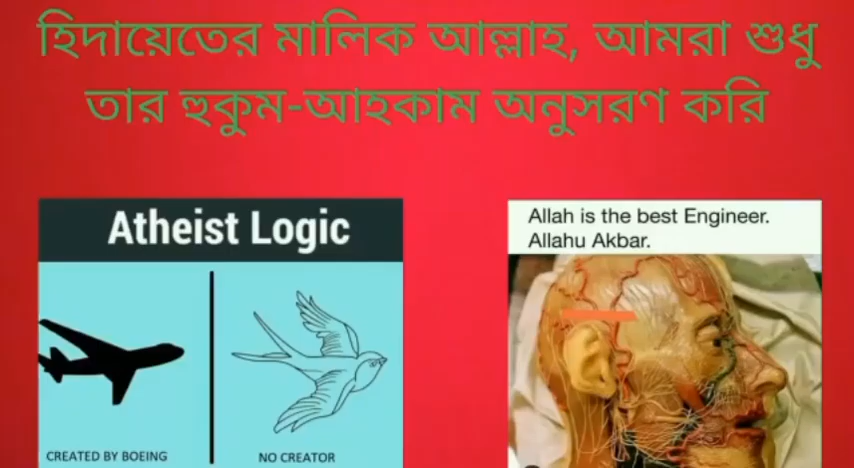 হিদায়েতের মালিক আল্লাহ, আমরা শুধু
তার হুকুম-আহকাম অনুসরণ করি
Atheist Logic
CREATED BY BOEING
NO CREATOR
Allah is the best Engineer.
Allahu Akbar.